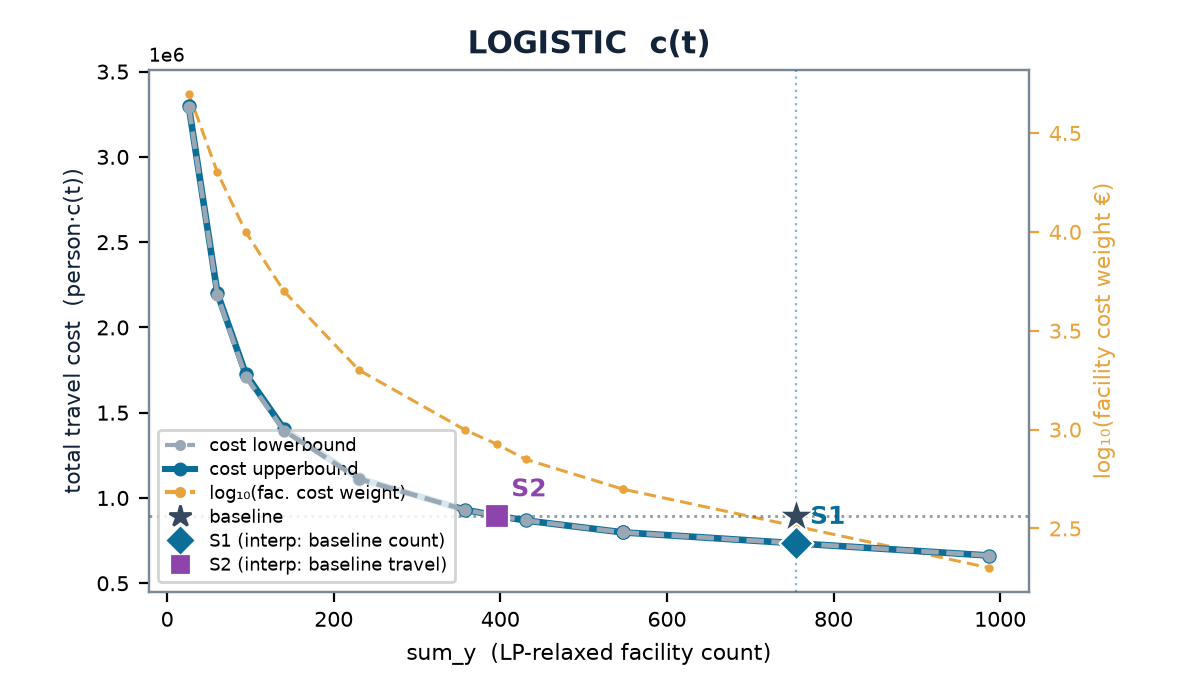 LOGISTIC  c(t)
1e6
3.5
3.0
2.5
2.0
1.5
1.0
0.5
total travel cost  (person·c(t))
4.5
4.0
3.5
3.0
2.5
log₁₀(facility cost weight €)
S2
S1
cost lowerbound
cost upperbound
log₁₀(fac. cost weight)
baseline
S1 (interp: baseline count)
S2 (interp: baseline travel)
0 200 400 600 800 1000
sum_y  (LP-relaxed facility count)